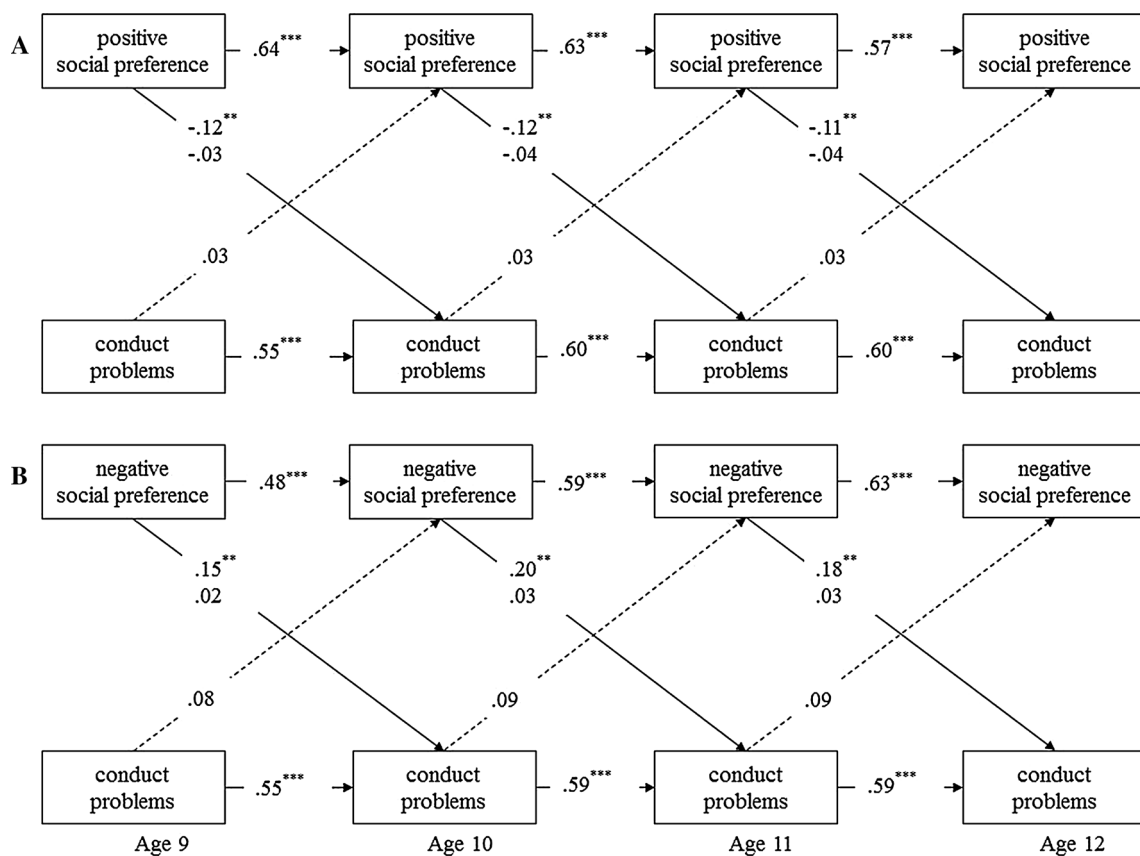 A
positive
social preference
.64***
positive
social preference
.63***
positive
social preference
.57***
positive
social preference
-.12**
-.03
-.12**
-.04
-.11**
-.04
.03
.03
.03
conduct
problems
.55***
conduct
problems
.60***
conduct
problems
.60***
conduct
problems
B
negative
social preference
.48***
negative
social preference
.59***
negative
social preference
.63***
negative
social preference
.15**
.02
.20**
.03
.18**
.03
.08
.09
.09
conduct
problems
.55***
conduct
problems
.59***
conduct
problems
.59***
conduct
problems
Age 9
Age 10
Age 11
Age 12